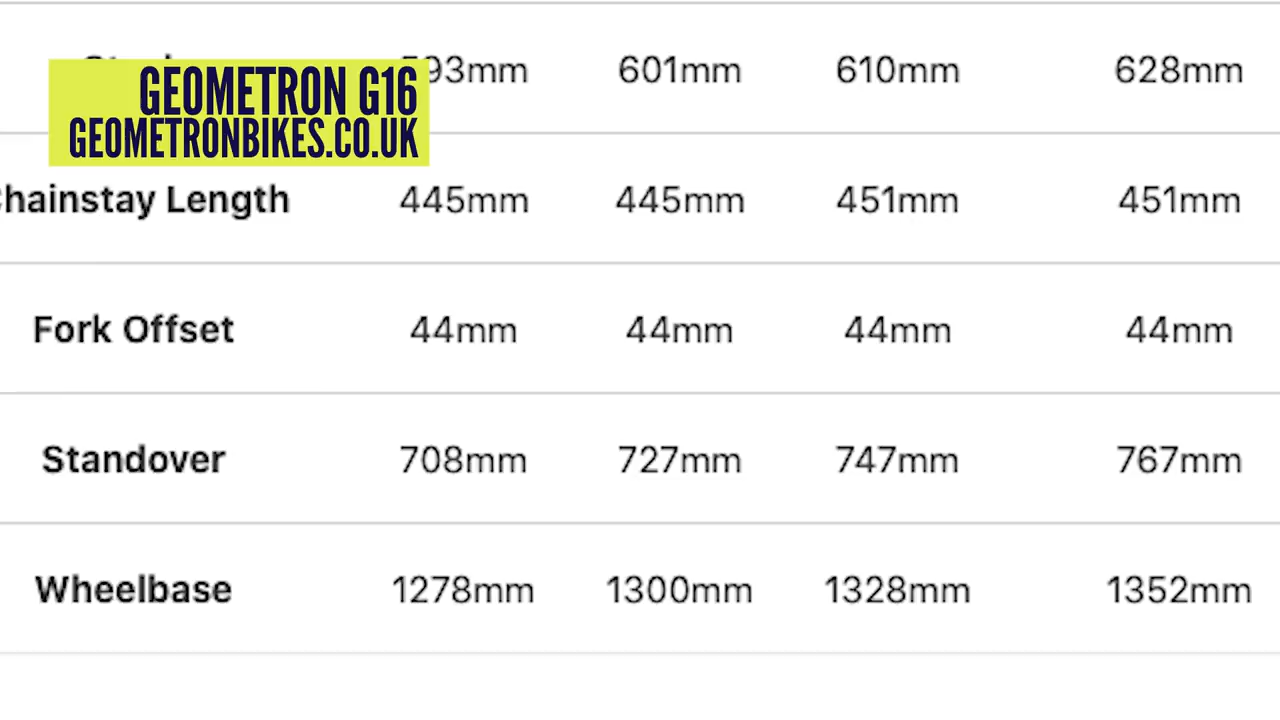 GEOMETRON G16
GEOMETRONBIKES.CO.UK
601mm 610mm 628mm
Length 445mm 445mm 451mm 451mm
Fork Offset 44mm 44mm 44mm 44mm
Standover 708mm 727mm 747mm 767mm
Wheelbase 1278mm 1300mm 1328mm 1352mm